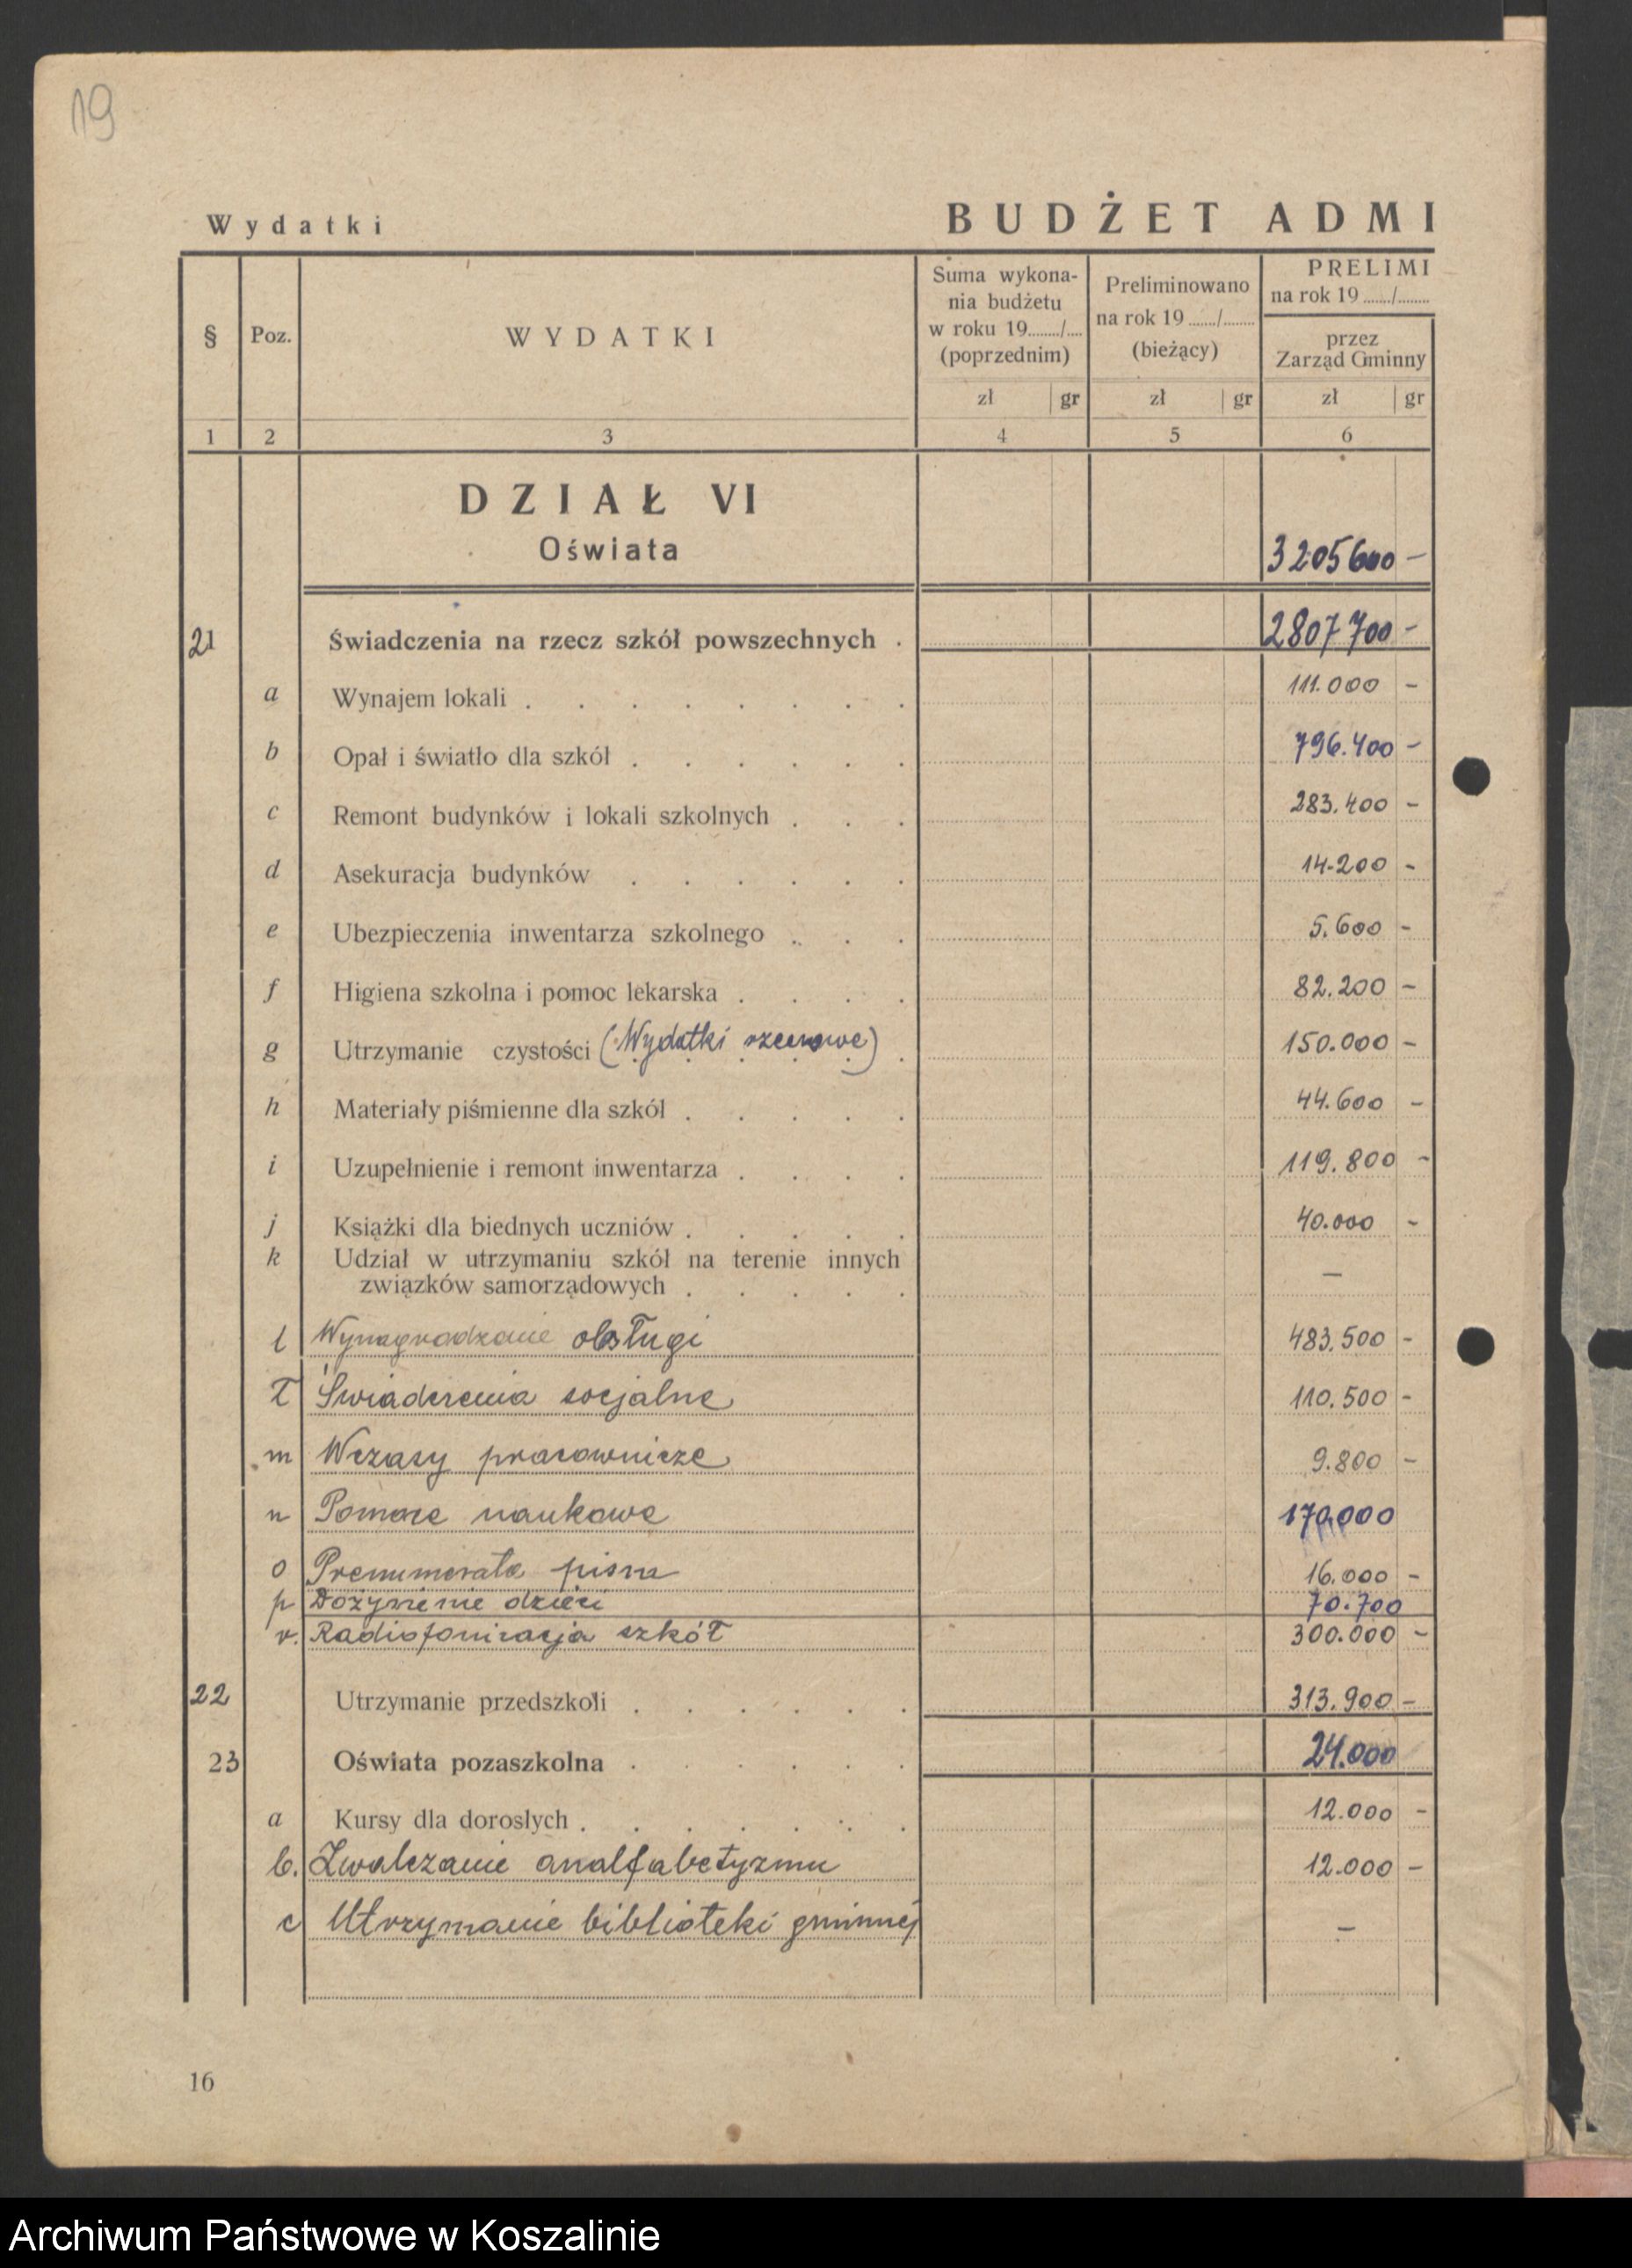 19
Wydatki BUDŻET ADMI
§ Poz. WYDATKI Suma wykona- Preliminowano PRELIMI
nia budżetu na rok 19....../....... na rok 19....../.......
w roku 19......./.... (bieżący) przez
(poprzednim) Zarząd Gminny
zł gr zł gr zł gr
1 2 3 4 5 6
DZIAŁ VI
Oświata 3205600 -
21 Świadczenia na rzecz szkół powszechnych . 2807700 -
a Wynajem lokali . . . . . . . . 111.000 -
b Opał i światło dla szkół . . . . . . 796.400 -
c Remont budynków i lokali szkolnych . . . 283.400 -
d Asekuracja budynków . . . . . . 14-200 -
e Ubezpieczenia inwentarza szkolnego . . . 5.600 -
f Higiena szkolna i pomoc lekarska . . . . 82.200 -
g Utrzymanie czystości (Wydatki rzeczowe) . 150.000 -
h Materiały piśmienne dla szkół . . . . . 44.600 -
i Uzupełnienie i remont inwentarza . . . . 119.800 -
j Książki dla biednych uczniów . . . . . 40.000 -
k Udział w utrzymaniu szkół na terenie innych
związków samorządowych . . . . . —
l Wynagrodzenie obsługi 483.500 -
ł Świadczenia socjalne 110.500 -
m Wczasy pracownicze 9.800 -
n Pomoce naukowe 170.000
o Prenumerata pism 16.000 -
p Dożywienie dzieci 70.700
r. Radiofonizacja szkół 300.000 -
22 Utrzymanie przedszkoli . . . . . . 313.900 -
23 Oświata pozaszkolna . . . . . . 24.000
a Kursy dla dorosłych . . . . . . . 12.000 -
b. Zwalczanie analfabetyzmu 12.000 -
c Utrzymanie biblioteki gminnej —
16
Archiwum Państwowe w Koszalinie